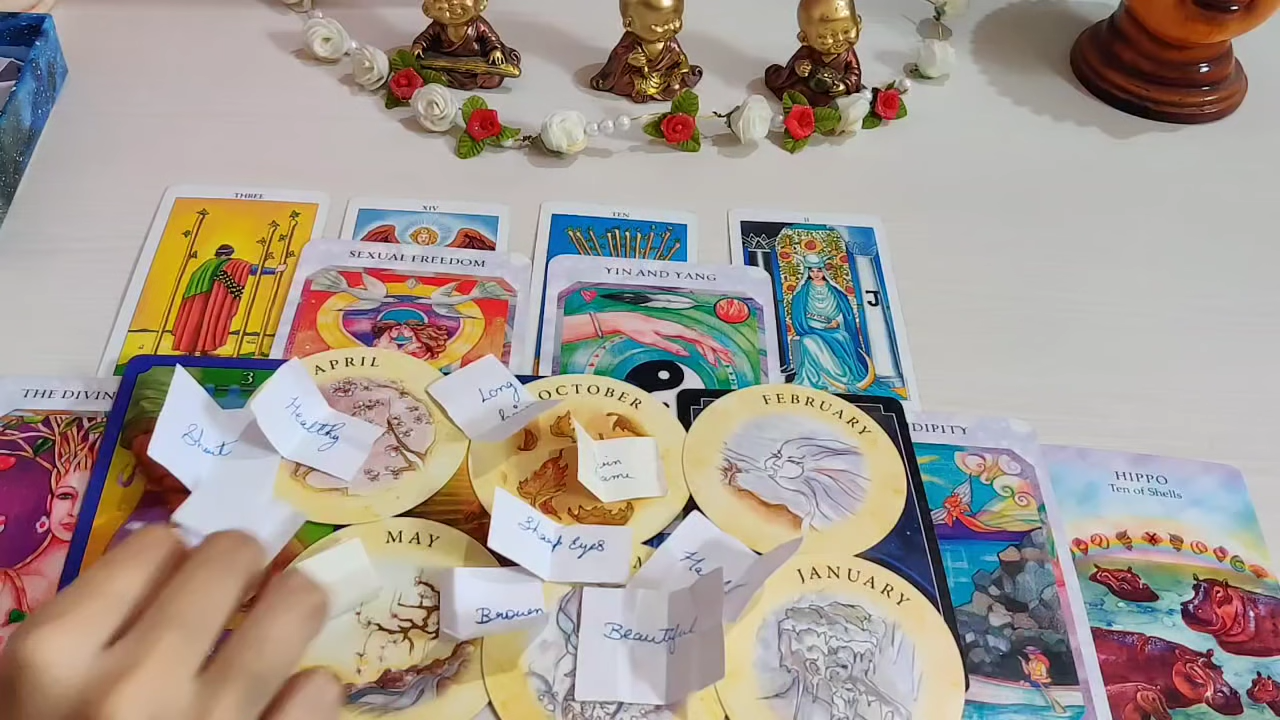 THREE
XIV
TEN
II
SEXUAL FREEDOM
YIN AND YANG
J
THE DIVIN
3
APRIL
OCTOBER
FEBRUARY
DIPITY
HIPPO
Ten of Shells
Short
Healthy
Long
Sharp Eyes
MAY
JANUARY
Brown
Beautiful